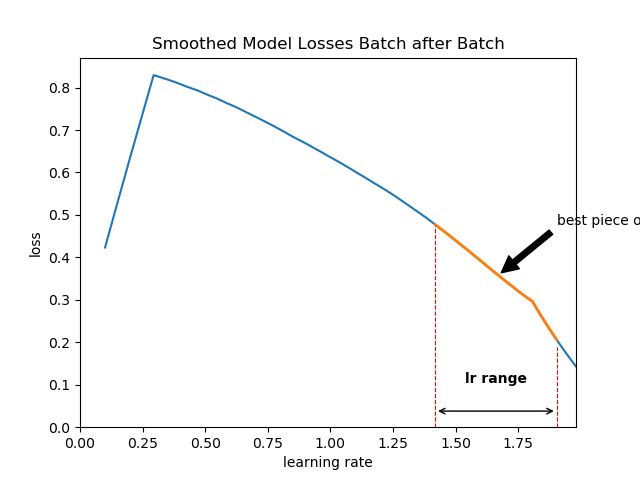 Smoothed Model Losses Batch after Batch
0.8
0.7
0.6
0.5
0.4
0.3
0.2
0.1
0.0
loss
best piece o
lr range
0.00 0.25 0.50 0.75 1.00 1.25 1.50 1.75
learning rate